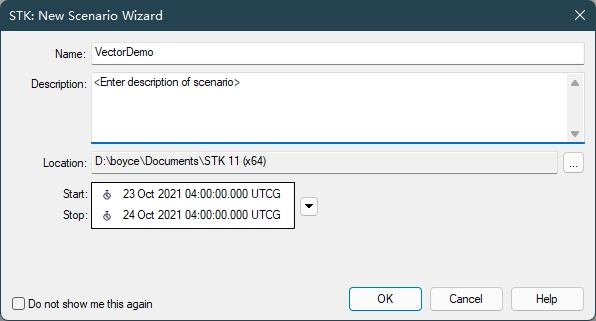 STK: New Scenario Wizard
Name: VectorDemo
Description: <Enter description of scenario>
Location: D:\boyce\Documents\STK 11 (x64) ...
Start: 23 Oct 2021 04:00:00.000 UTCG
Stop: 24 Oct 2021 04:00:00.000 UTCG
Do not show me this again OK Cancel Help